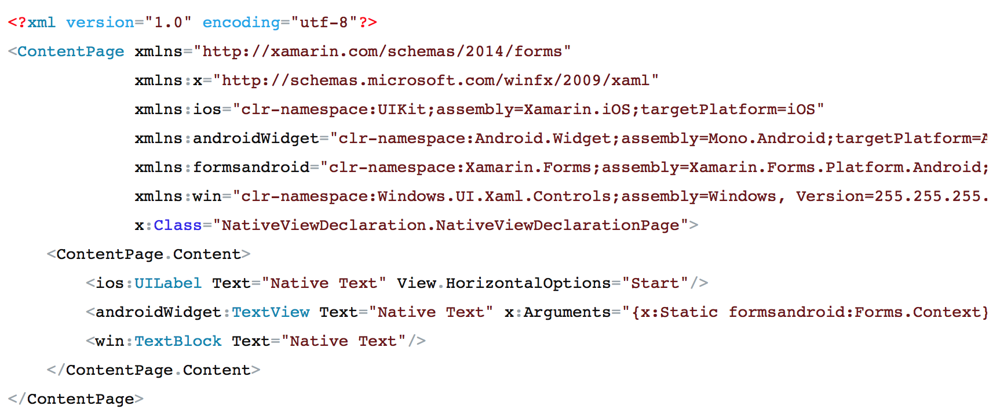 <?xml version="1.0" encoding="utf-8"?>
<ContentPage xmlns="http://xamarin.com/schemas/2014/forms"
xmlns:x="http://schemas.microsoft.com/winfx/2009/xaml"
xmlns:ios="clr-namespace:UIKit;assembly=Xamarin.iOS;targetPlatform=iOS"
xmlns:androidWidget="clr-namespace:Android.Widget;assembly=Mono.Android;targetPlatform=A
xmlns:formsandroid="clr-namespace:Xamarin.Forms;assembly=Xamarin.Forms.Platform.Android;
xmlns:win="clr-namespace:Windows.UI.Xaml.Controls;assembly=Windows, Version=255.255.255.
x:Class="NativeViewDeclaration.NativeViewDeclarationPage">
<ContentPage.Content>
<ios:UILabel Text="Native Text" View.HorizontalOptions="Start"/>
<androidWidget:TextView Text="Native Text" x:Arguments="{x:Static formsandroid:Forms.Context}
<win:TextBlock Text="Native Text"/>
</ContentPage.Content>
</ContentPage>